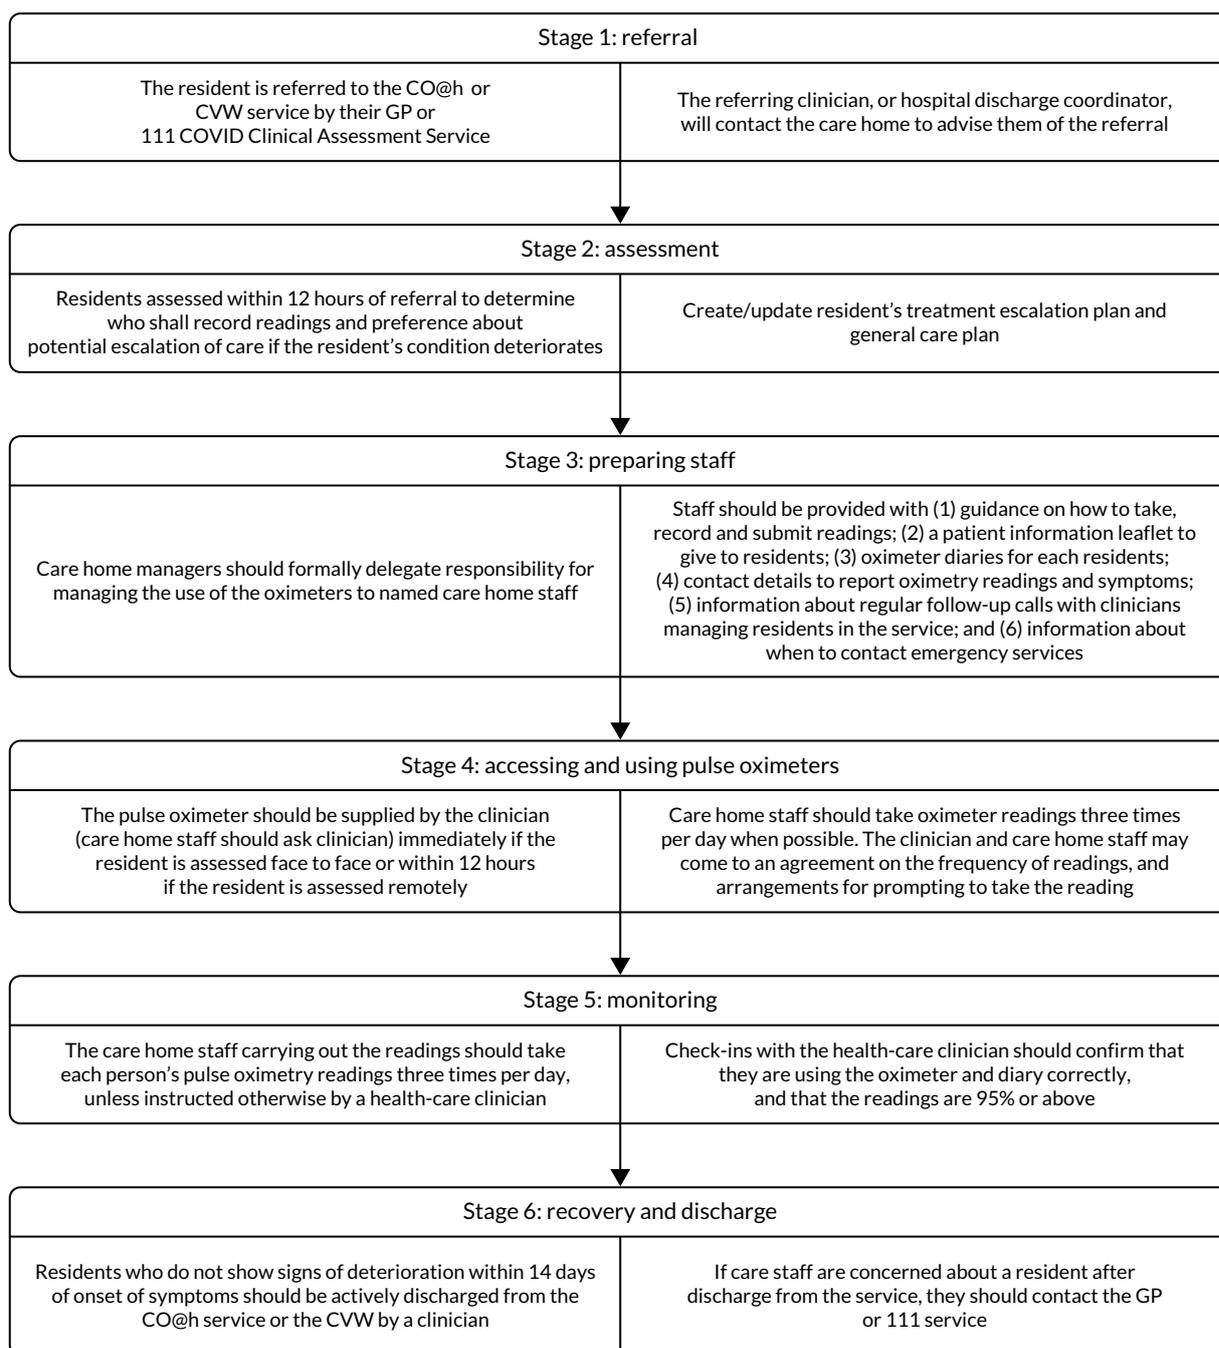 Stage 1: referral
The resident is referred to the CO@h or
CVW service by their GP or
111 COVID Clinical Assessment Service
The referring clinician, or hospital discharge coordinator,
will contact the care home to advise them of the referral
Stage 2: assessment
Residents assessed within 12 hours of referral to determine
who shall record readings and preference about
potential escalation of care if the resident’s condition deteriorates
Create/update resident’s treatment escalation plan and
general care plan
Stage 3: preparing staff
Care home managers should formally delegate responsibility for
managing the use of the oximeters to named care home staff
Staff should be provided with (1) guidance on how to take,
record and submit readings; (2) a patient information leaflet to
give to residents; (3) oximeter diaries for each residents;
(4) contact details to report oximetry readings and symptoms;
(5) information about regular follow-up calls with clinicians
managing residents in the service; and (6) information about
when to contact emergency services
Stage 4: accessing and using pulse oximeters
The pulse oximeter should be supplied by the clinician
(care home staff should ask clinician) immediately if the
resident is assessed face to face or within 12 hours
if the resident is assessed remotely
Care home staff should take oximeter readings three times
per day when possible. The clinician and care home staff may
come to an agreement on the frequency of readings, and
arrangements for prompting to take the reading
Stage 5: monitoring
The care home staff carrying out the readings should take
each person’s pulse oximetry readings three times per day,
unless instructed otherwise by a health-care clinician
Check-ins with the health-care clinician should confirm that
they are using the oximeter and diary correctly,
and that the readings are 95% or above
Stage 6: recovery and discharge
Residents who do not show signs of deterioration within 14 days
of onset of symptoms should be actively discharged from the
CO@h service or the CVW by a clinician
If care staff are concerned about a resident after
discharge from the service, they should contact the GP
or 111 service